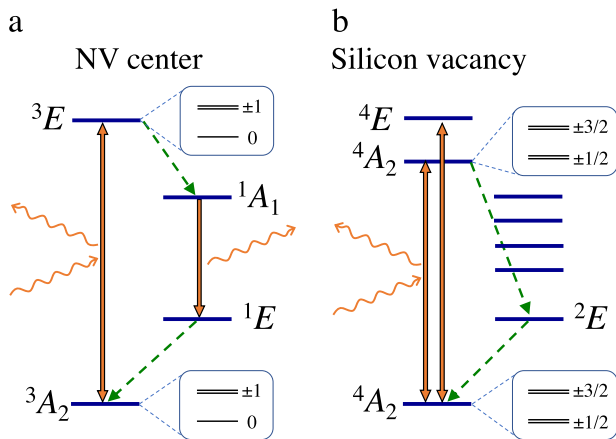 a
NV center
³E
±1
0
¹A₁
¹E
³A₂
±1
0
b
Silicon vacancy
⁴E
⁴A₂
±3/2
±1/2
²E
⁴A₂
±3/2
±1/2